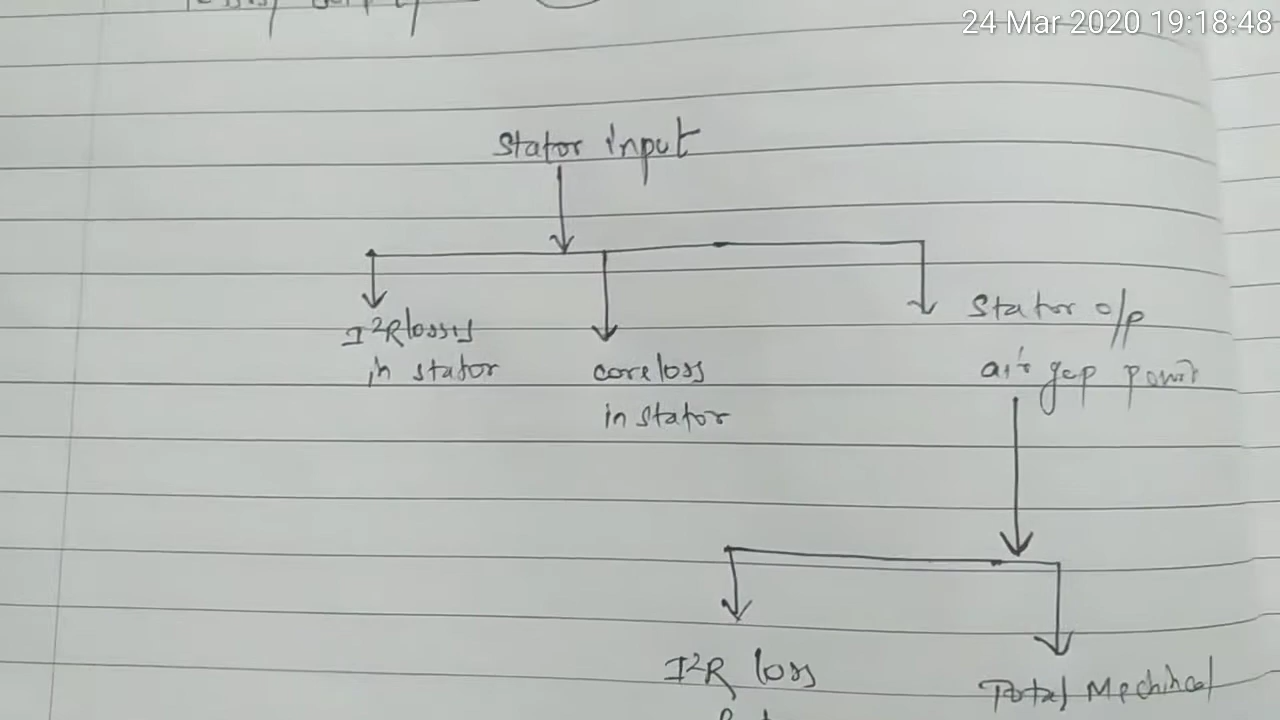 24 Mar 2020 19:18:48
Stator input
I²R losses
in stator
core loss
in stator
Stator o/p
air gap power
I²R loss
Total Mechincal